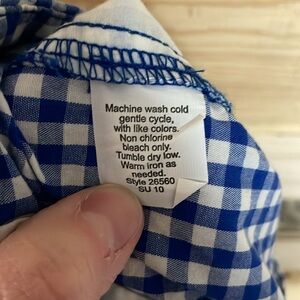 Machine wash cold
gentle cycle,
with like colors.
Non chlorine
bleach only.
Tumble dry low.
Warm iron as
needed.
Style 26560
SU 10